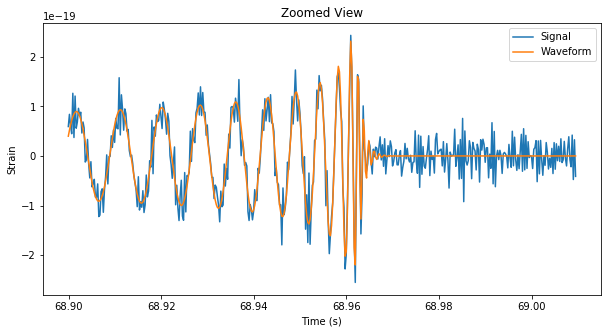 Zoomed View
1e−19
Signal
Waveform
2
1
0
−1
−2
Strain
68.90
68.92
68.94
68.96
68.98
69.00
Time (s)